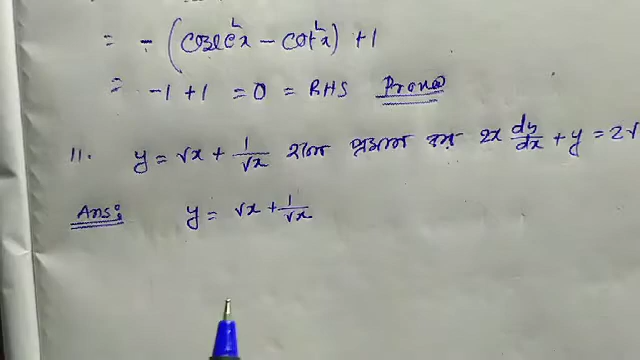 = - (cosec²x - cot²x) + 1
= -1 + 1 = 0 = RHS Proved
11. y = √x + 1/√x হলে প্রমাণ কর 2x dy/dx + y = 2√
Ans: y = √x + 1/√x